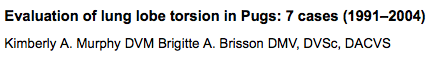 Evaluation of lung lobe torsion in Pugs: 7 cases (1991–2004)
Kimberly A. Murphy DVM Brigitte A. Brisson DMV, DVSc, DACVS